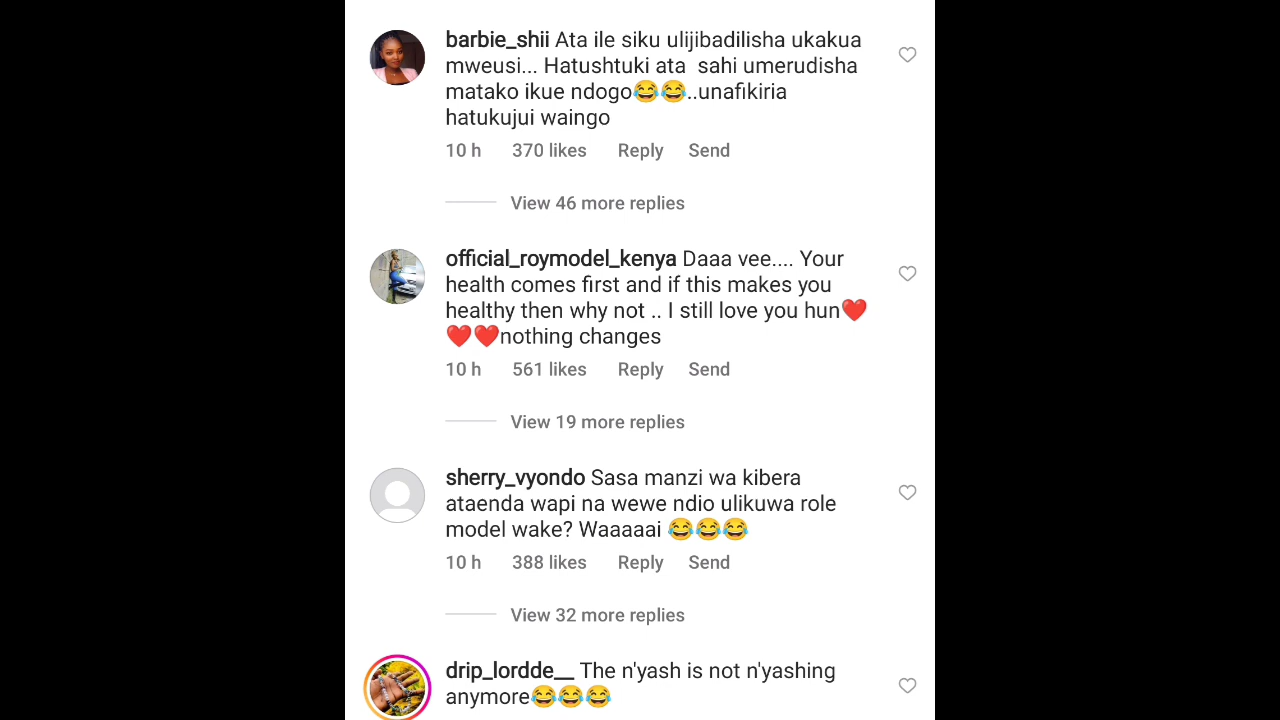 barbie_shii Ata ile siku ulijibadilisha ukakua
mweusi... Hatushtuki ata sahi umerudisha
matako ikue ndogo😂😂..unafikiria
hatukujui waingo
10 h 370 likes Reply Send
View 46 more replies
official_roymodel_kenya Daaa vee.... Your
health comes first and if this makes you
healthy then why not .. I still love you hun❤️
❤️❤️nothing changes
10 h 561 likes Reply Send
View 19 more replies
sherry_vyondo Sasa manzi wa kibera
ataenda wapi na wewe ndio ulikuwa role
model wake? Waaaaai 😂😂😂
10 h 388 likes Reply Send
View 32 more replies
drip_lordde__ The n'yash is not n'yashing
anymore😂😂😂